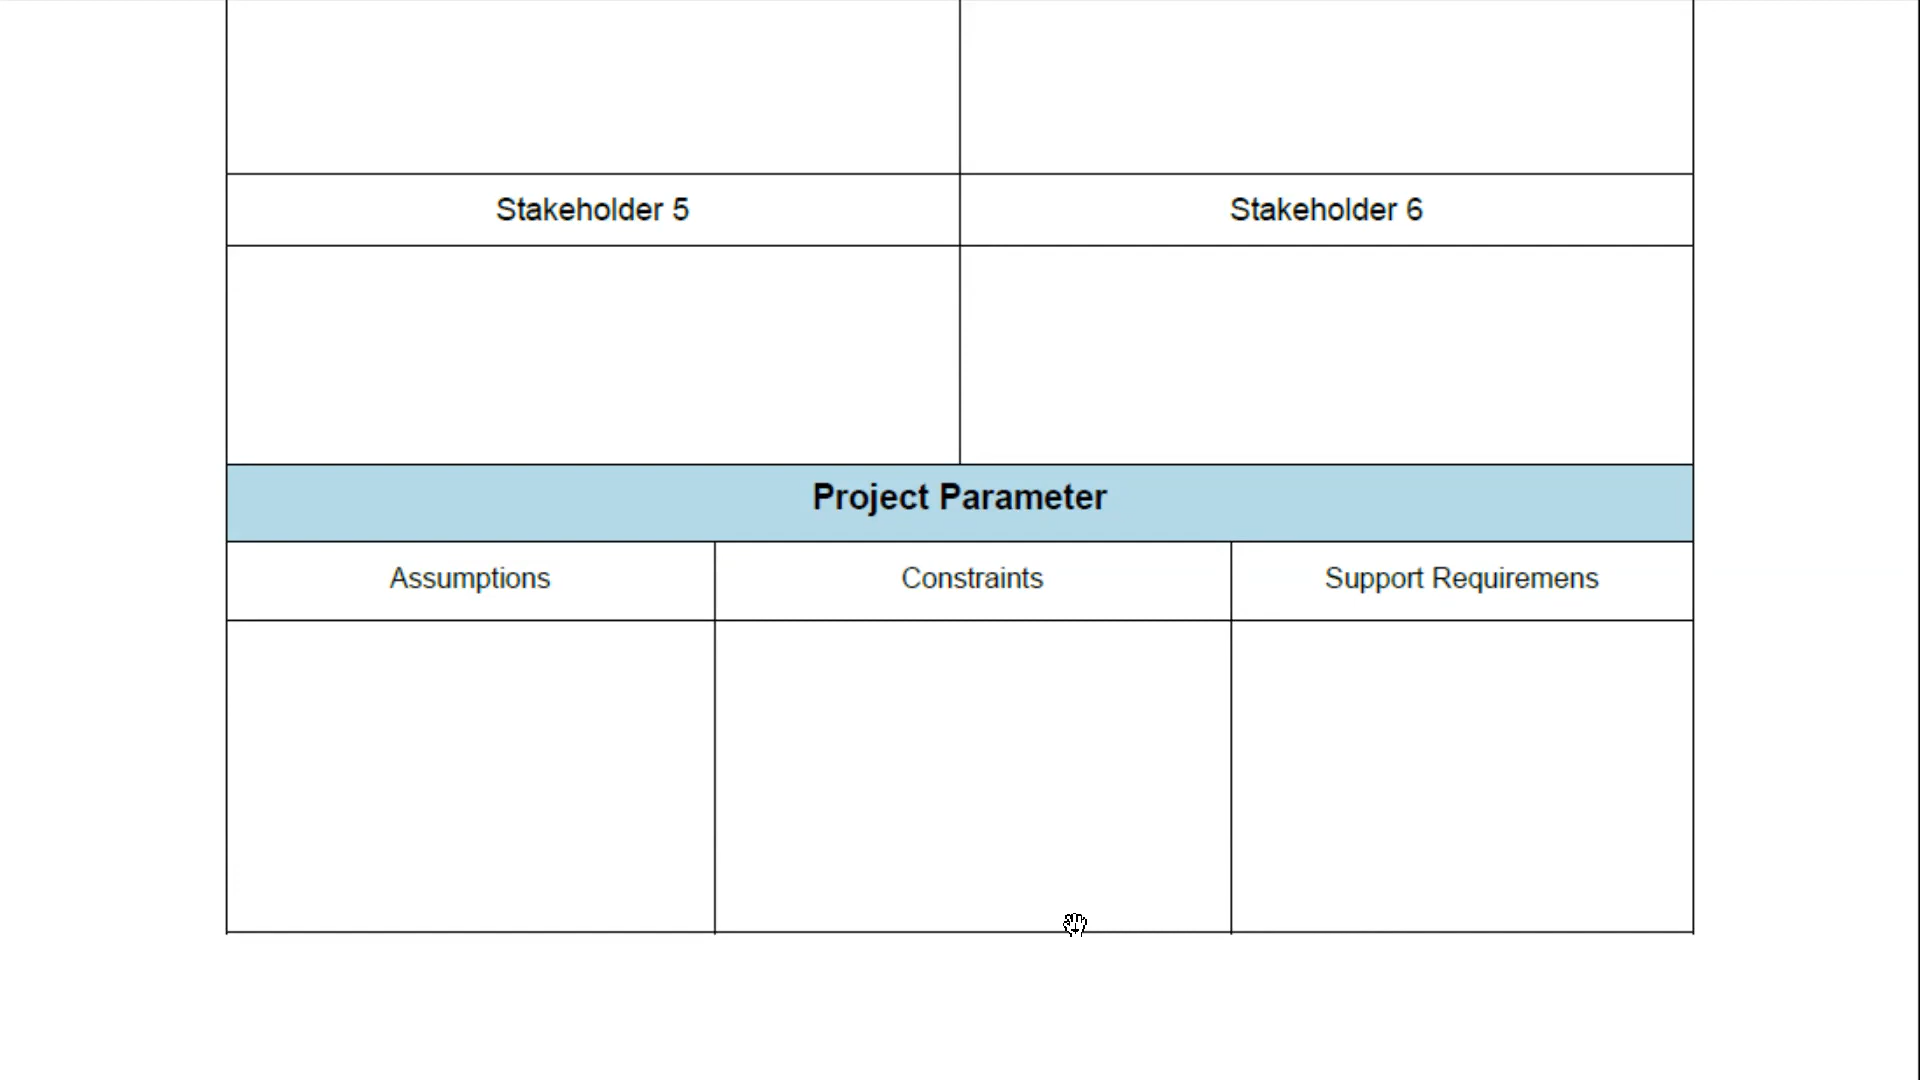 Stakeholder 5
Stakeholder 6
Project Parameter
Assumptions
Constraints
Support Requiremens